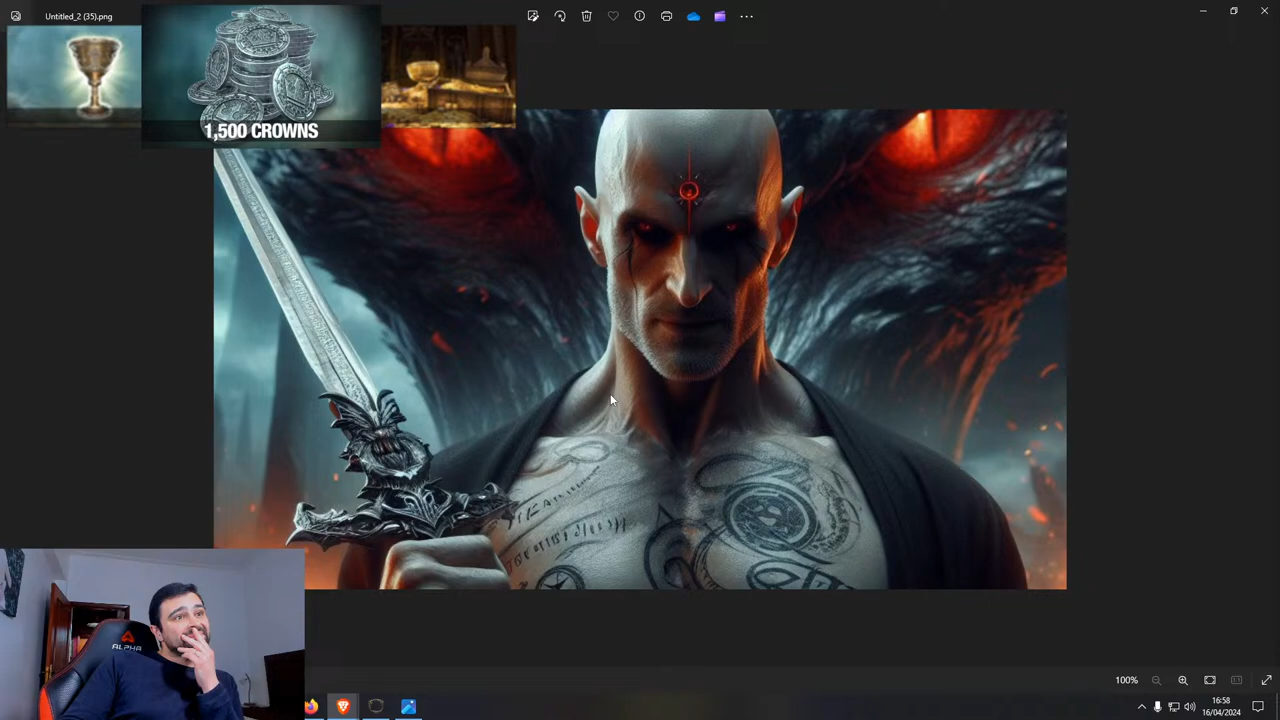 Untitled_2 (35).png
1,500 CROWNS
ALPHA
100%
16:58
16/04/2024